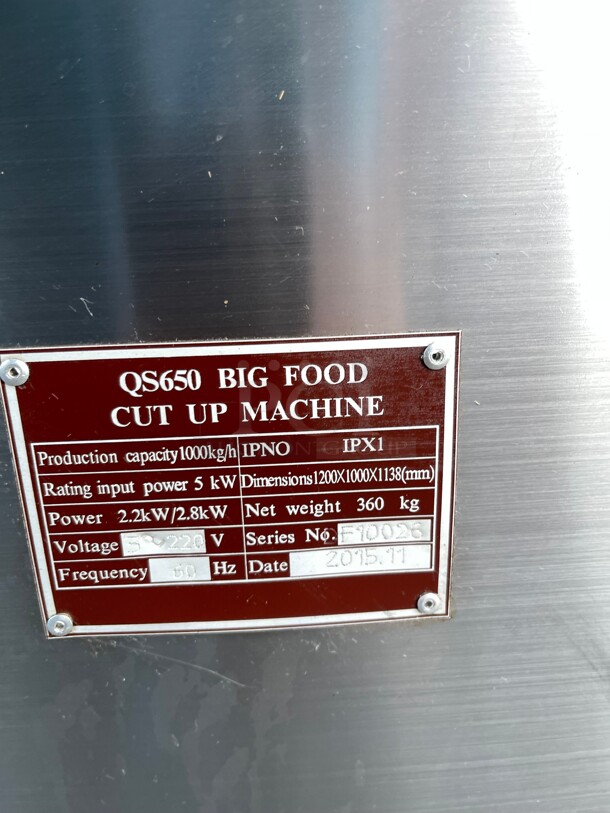 QS650 BIG FOOD
CUT UP MACHINE
Production capacity1000kg/h IPNO IPX1
Rating input power 5 kW Dimensions1200X1000X1138(mm)
Power 2.2kW/2.8kW Net weight 360 kg
Voltage 220 V Series No. F10026
Frequency 60 Hz Date 2015.11